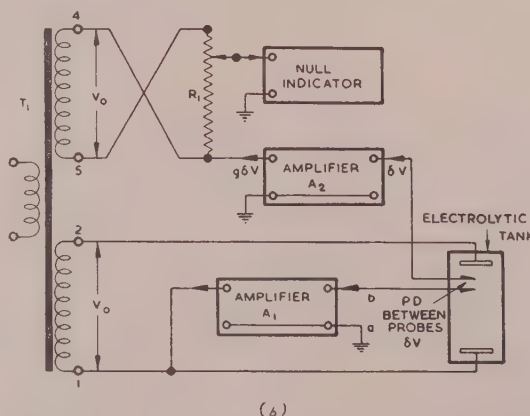 4
T₁
V₀
R₁
NULL
INDICATOR
5
gδV
AMPLIFIER
A₂
δV
ELECTROLYTIC
TANK
2
V₀
AMPLIFIER
A₁
b
a
PD
BETWEEN
PROBES
δV
1
(b)